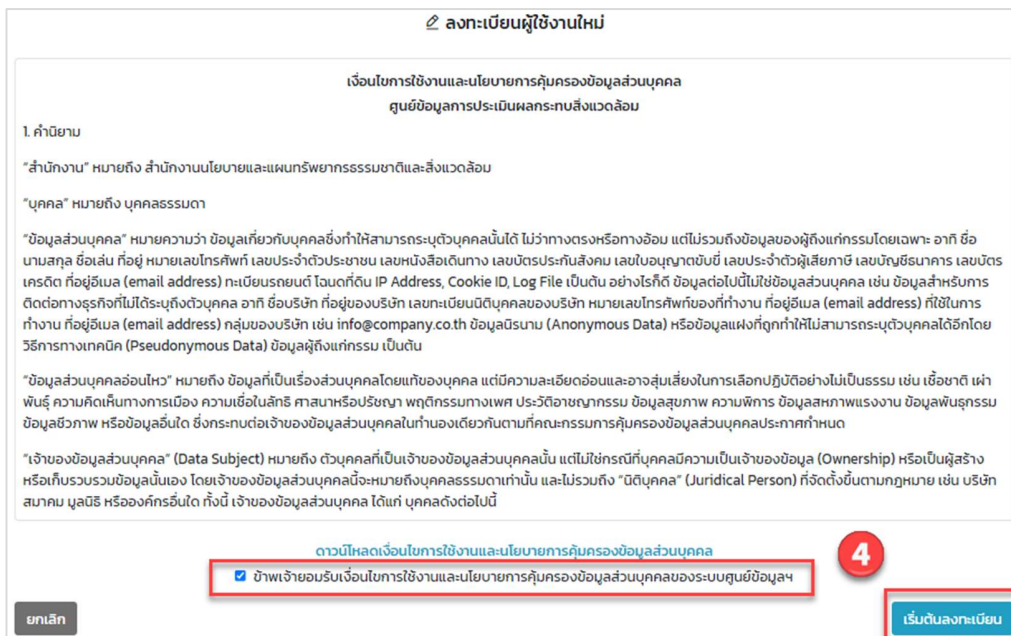 ลงทะเบียนผู้ใช้งานใหม่
เงื่อนไขการใช้งานและนโยบายการคุ้มครองข้อมูลส่วนบุคคล
ศูนย์ข้อมูลการประเมินผลกระทบสิ่งแวดล้อม
1. คำนิยาม
“สำนักงาน” หมายถึง สำนักงานนโยบายและแผนทรัพยากรธรรมชาติและสิ่งแวดล้อม
“บุคคล” หมายถึง บุคคลธรรมดา
“ข้อมูลส่วนบุคคล” หมายความว่า ข้อมูลเกี่ยวกับบุคคลซึ่งทำให้สามารถระบุตัวบุคคลนั้นได้ ไม่ว่าทางตรงหรือทางอ้อม แต่ไม่รวมถึงข้อมูลของผู้ถึงแก่กรรมโดยเฉพาะ อาทิ ชื่อ
นามสกุล ชื่อเล่น ที่อยู่ หมายเลขโทรศัพท์ เลขประจำตัวประชาชน เลขหนังสือเดินทาง เลขบัตรประกันสังคม เลขใบอนุญาตขับขี่ เลขประจำตัวผู้เสียภาษี เลขบัญชีธนาคาร เลขบัตร
เครดิต ที่อยู่อีเมล (email address) ทะเบียนรถยนต์ โฉนดที่ดิน IP Address, Cookie ID, Log File เป็นต้น อย่างไรก็ดี ข้อมูลต่อไปนี้ไม่ใช่ข้อมูลส่วนบุคคล เช่น ข้อมูลสำหรับการ
ติดต่อทางธุรกิจที่ไม่ได้ระบุถึงตัวบุคคล อาทิ ชื่อบริษัท ที่อยู่ของบริษัท เลขทะเบียนนิติบุคคลของบริษัท หมายเลขโทรศัพท์ของที่ทำงาน ที่อยู่อีเมล (email address) ที่ใช้ในการ
ทำงาน ที่อยู่อีเมล (email address) กลุ่มของบริษัท เช่น info@company.co.th ข้อมูลนิรนาม (Anonymous Data) หรือข้อมูลแฝงที่ถูกทำให้ไม่สามารถระบุตัวบุคคลได้อีกโดย
วิธีการทางเทคนิค (Pseudonymous Data) ข้อมูลผู้ถึงแก่กรรม เป็นต้น
“ข้อมูลส่วนบุคคลอ่อนไหว” หมายถึง ข้อมูลที่เป็นเรื่องส่วนบุคคลโดยแท้ของบุคคล แต่มีความละเอียดอ่อนและอาจสุ่มเสี่ยงในการเลือกปฏิบัติอย่างไม่เป็นธรรม เช่น เชื้อชาติ เผ่า
พันธุ์ ความคิดเห็นทางการเมือง ความเชื่อในลัทธิ ศาสนาหรือปรัชญา พฤติกรรมทางเพศ ประวัติอาชญากรรม ข้อมูลสุขภาพ ความพิการ ข้อมูลสหภาพแรงงาน ข้อมูลพันธุกรรม
ข้อมูลชีวภาพ หรือข้อมูลอื่นใด ซึ่งกระทบต่อเจ้าของข้อมูลส่วนบุคคลในทำนองเดียวกันตามที่คณะกรรมการคุ้มครองข้อมูลส่วนบุคคลประกาศกำหนด
“เจ้าของข้อมูลส่วนบุคคล” (Data Subject) หมายถึง ตัวบุคคลที่เป็นเจ้าของข้อมูลส่วนบุคคลนั้น แต่ไม่ใช่กรณีที่บุคคลมีความเป็นเจ้าของข้อมูล (Ownership) หรือเป็นผู้สร้าง
หรือเก็บรวบรวมข้อมูลนั้นเอง โดยเจ้าของข้อมูลส่วนบุคคลนี้จะหมายถึงบุคคลธรรมดาเท่านั้น และไม่รวมถึง “นิติบุคคล” (Juridical Person) ที่จัดตั้งขึ้นตามกฎหมาย เช่น บริษัท
สมาคม มูลนิธิ หรือองค์กรอื่นใด ทั้งนี้ เจ้าของข้อมูลส่วนบุคคล ได้แก่ บุคคลดังต่อไปนี้
ดาวน์โหลดเงื่อนไขการใช้งานและนโยบายการคุ้มครองข้อมูลส่วนบุคคล
4
ข้าพเจ้ายอมรับเงื่อนไขการใช้งานและนโยบายการคุ้มครองข้อมูลส่วนบุคคลของระบบศูนย์ข้อมูลฯ
ยกเลิก
เริ่มต้นลงทะเบียน